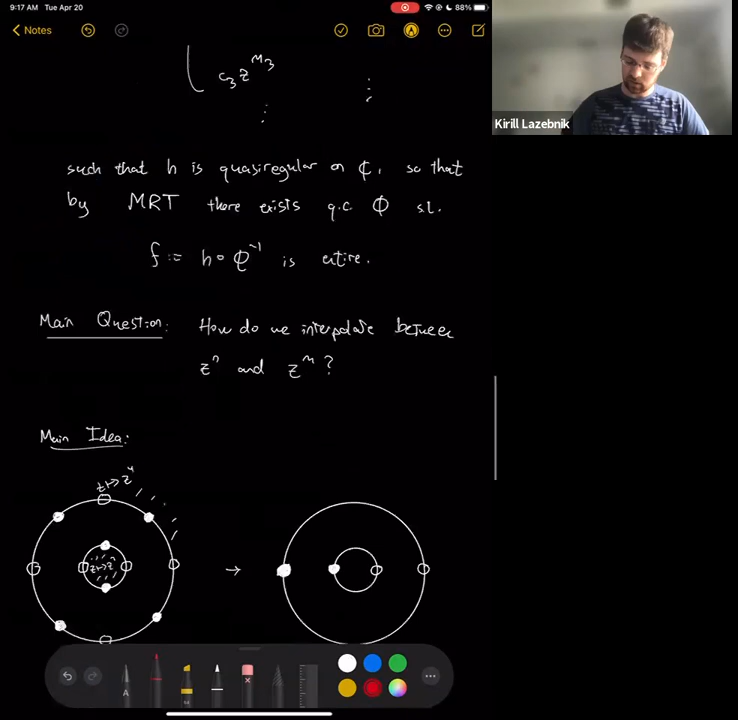 9:17 AM Tue Apr 20
88%
Notes
Kirill Lazebnik
c₃ z^M₃
such that h is quasiregular on ℂ, so that
by MRT there exists q.c. Φ s.t.
f := h ∘ Φ⁻¹ is entire.
Main Question: How do we interpolate between
zⁿ and zᵐ?
Main Idea:
z ↦ z⁴
z ↦ z²
→
A